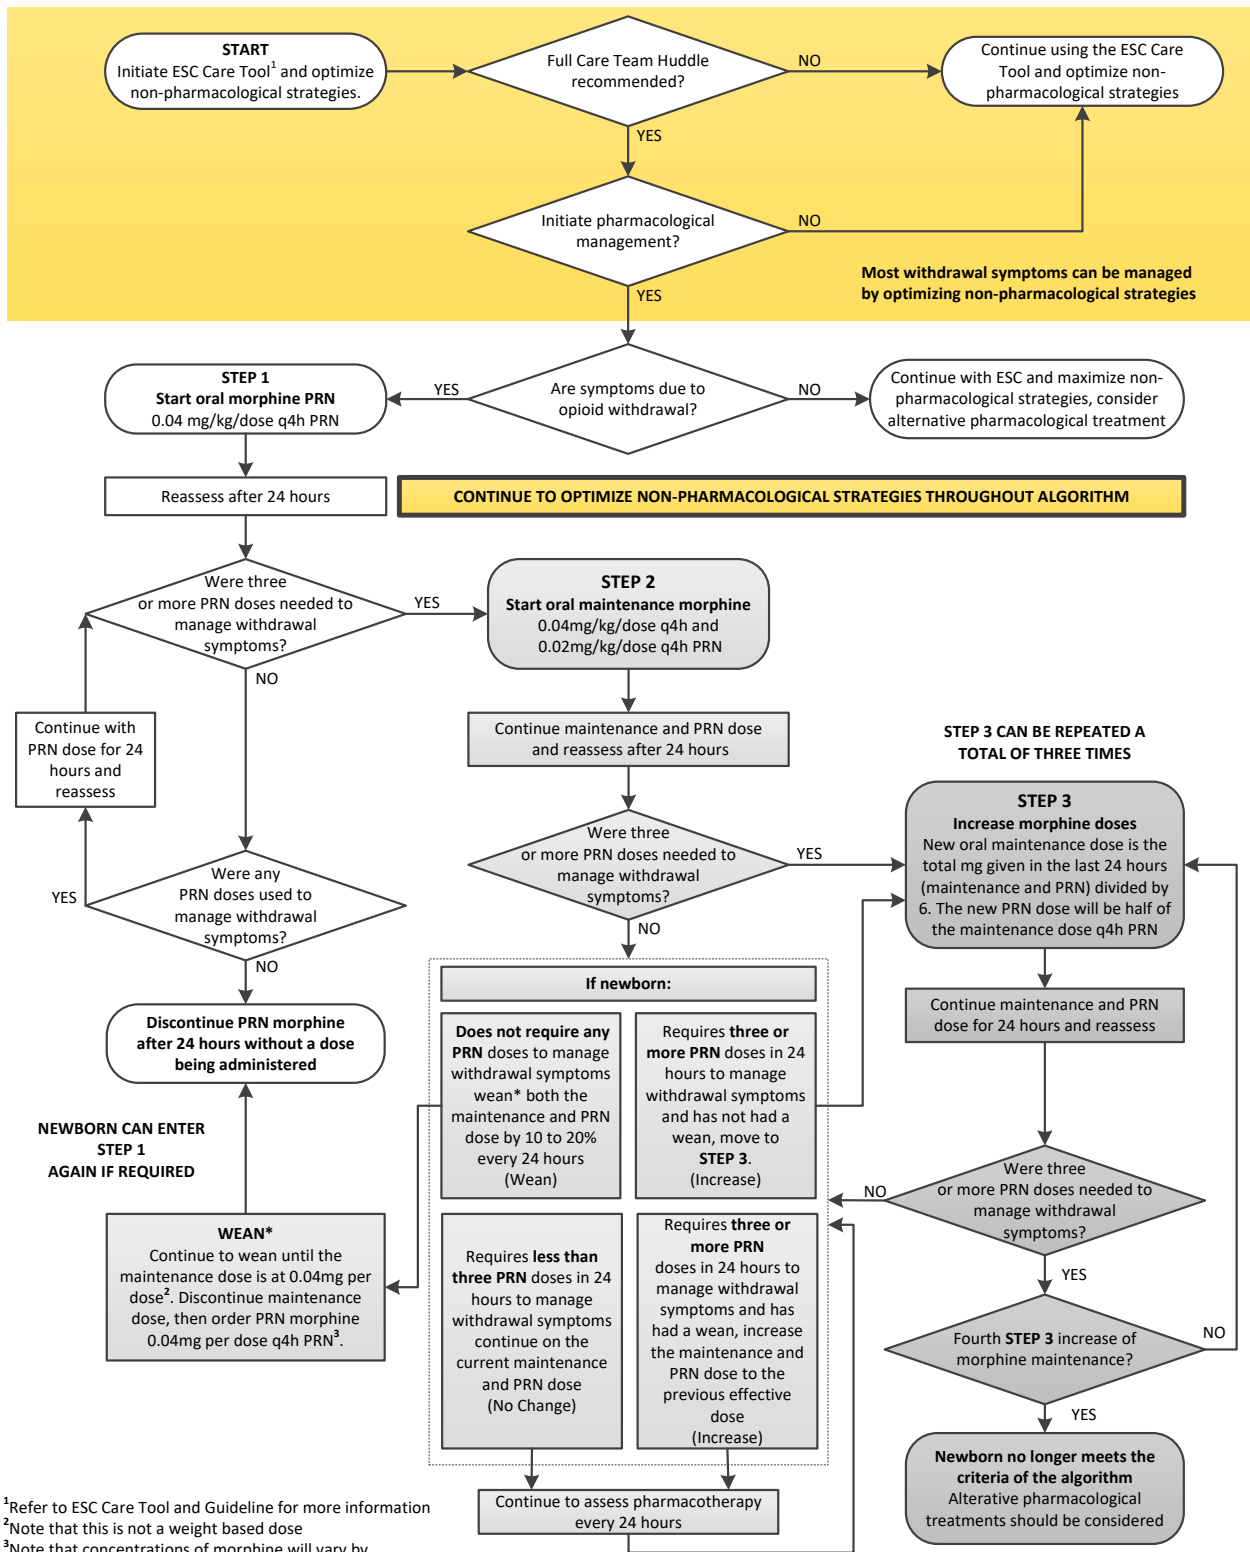 START
Initiate ESC Care Tool¹ and optimize
non-pharmacological strategies.
Full Care Team Huddle
recommended?
NO
Continue using the ESC Care
Tool and optimize non-
pharmacological strategies
YES
Initiate pharmacological
management?
NO
Most withdrawal symptoms can be managed
by optimizing non-pharmacological strategies
YES
STEP 1
Start oral morphine PRN
0.04 mg/kg/dose q4h PRN
YES
Are symptoms due to
opioid withdrawal?
NO
Continue with ESC and maximize non-
pharmacological strategies, consider
alternative pharmacological treatment
Reassess after 24 hours
CONTINUE TO OPTIMIZE NON-PHARMACOLOGICAL STRATEGIES THROUGHOUT ALGORITHM
Were three
or more PRN doses needed to
manage withdrawal
symptoms?
YES
NO
STEP 2
Start oral maintenance morphine
0.04mg/kg/dose q4h and
0.02mg/kg/dose q4h PRN
Continue with
PRN dose for 24
hours and
reassess
Continue maintenance and PRN dose
and reassess after 24 hours
STEP 3 CAN BE REPEATED A
TOTAL OF THREE TIMES
Were any
PRN doses used to
manage withdrawal
symptoms?
YES
NO
Were three
or more PRN doses needed to
manage withdrawal
symptoms?
YES
NO
STEP 3
Increase morphine doses
New oral maintenance dose is the
total mg given in the last 24 hours
(maintenance and PRN) divided by
6. The new PRN dose will be half of
the maintenance dose q4h PRN
Discontinue PRN morphine
after 24 hours without a dose
being administered
If newborn:
Does not require any
PRN doses to manage
withdrawal symptoms
wean* both the
maintenance and PRN
dose by 10 to 20%
every 24 hours
(Wean)
Requires three or
more PRN doses in 24
hours to manage
withdrawal symptoms
and has not had a
wean, move to
STEP 3.
(Increase)
Continue maintenance and PRN
dose for 24 hours and reassess
NEWBORN CAN ENTER
STEP 1
AGAIN IF REQUIRED
Were three
or more PRN doses needed to
manage withdrawal
symptoms?
NO
YES
WEAN*
Continue to wean until the
maintenance dose is at 0.04mg per
dose². Discontinue maintenance
dose, then order PRN morphine
0.04mg per dose q4h PRN³.
Requires less than
three PRN doses in 24
hours to manage
withdrawal symptoms
continue on the
current maintenance
and PRN dose
(No Change)
Requires three or
more PRN
doses in 24 hours to
manage withdrawal
symptoms and has
had a wean, increase
the maintenance and
PRN dose to the
previous effective
dose
(Increase)
Fourth STEP 3 increase of
morphine maintenance?
NO
YES
Newborn no longer meets the
criteria of the algorithm
Alterative pharmacological
treatments should be considered
Continue to assess pharmacotherapy
every 24 hours
¹Refer to ESC Care Tool and Guideline for more information
²Note that this is not a weight based dose
³Note that concentrations of morphine will vary by